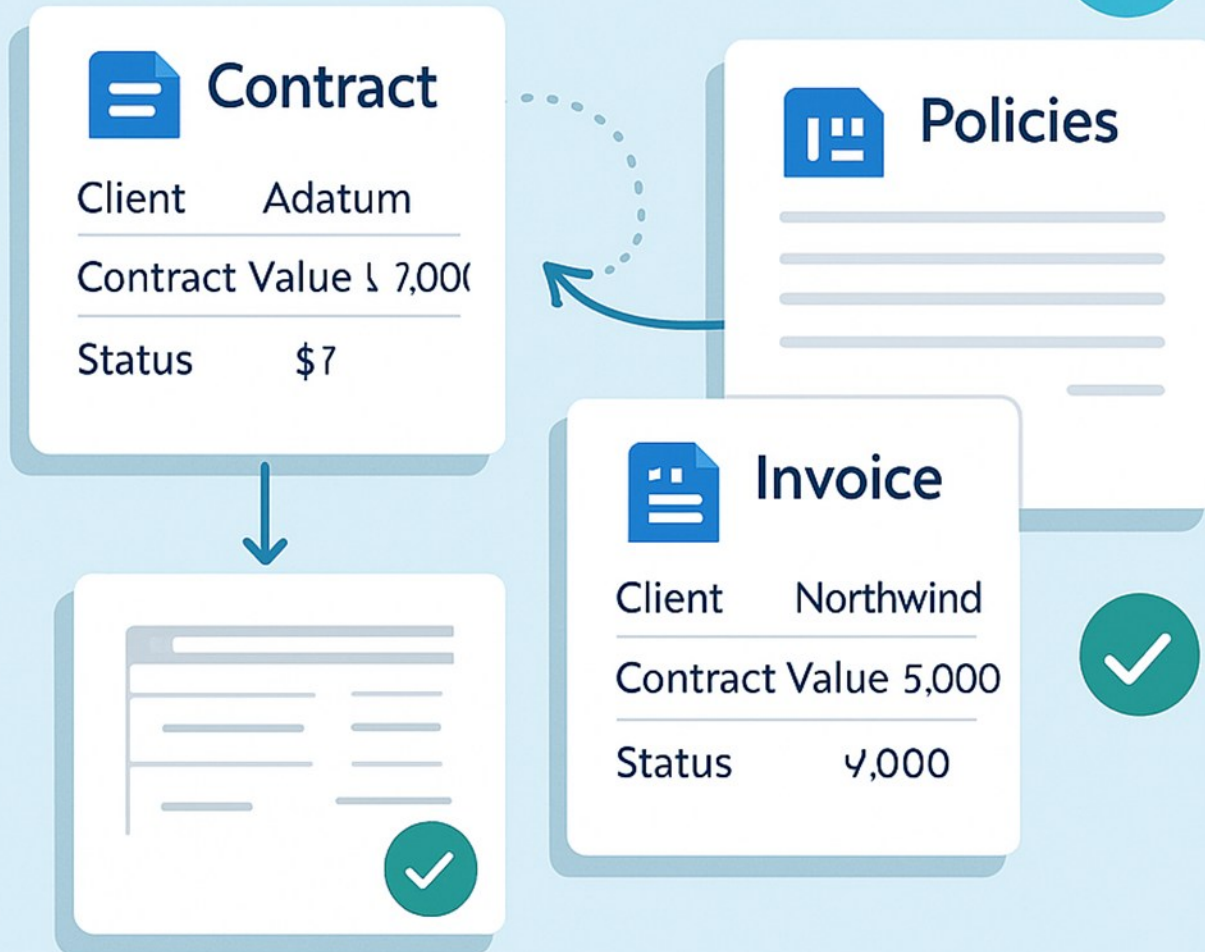 Contract
Client Adatum
Contract Value
Status $7
Policies
Invoice
Client Northwind
Contract Value 5,000
Status